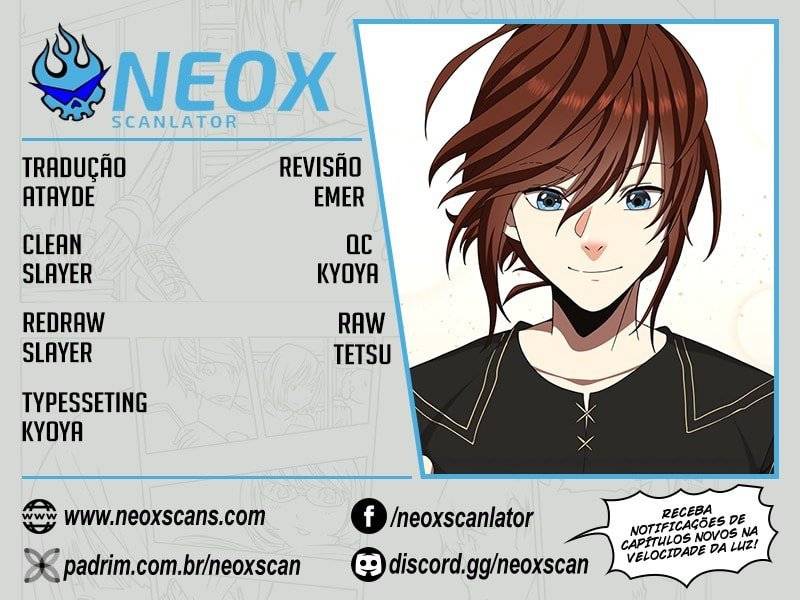 NEOX
SCANLATOR
TRADUÇÃO
ATAYDE
REVISÃO
EMER
CLEAN
SLAYER
QC
KYOYA
REDRAW
SLAYER
RAW
TETSU
TYPESSETING
KYOYA
www.neoxscans.com
/neoxscanlator
padrim.com.br/neoxscan
discord.gg/neoxscan
RECEBA
NOTIFICAÇÕES DE
CAPÍTULOS NOVOS NA
VELOCIDADE DA LUZ!